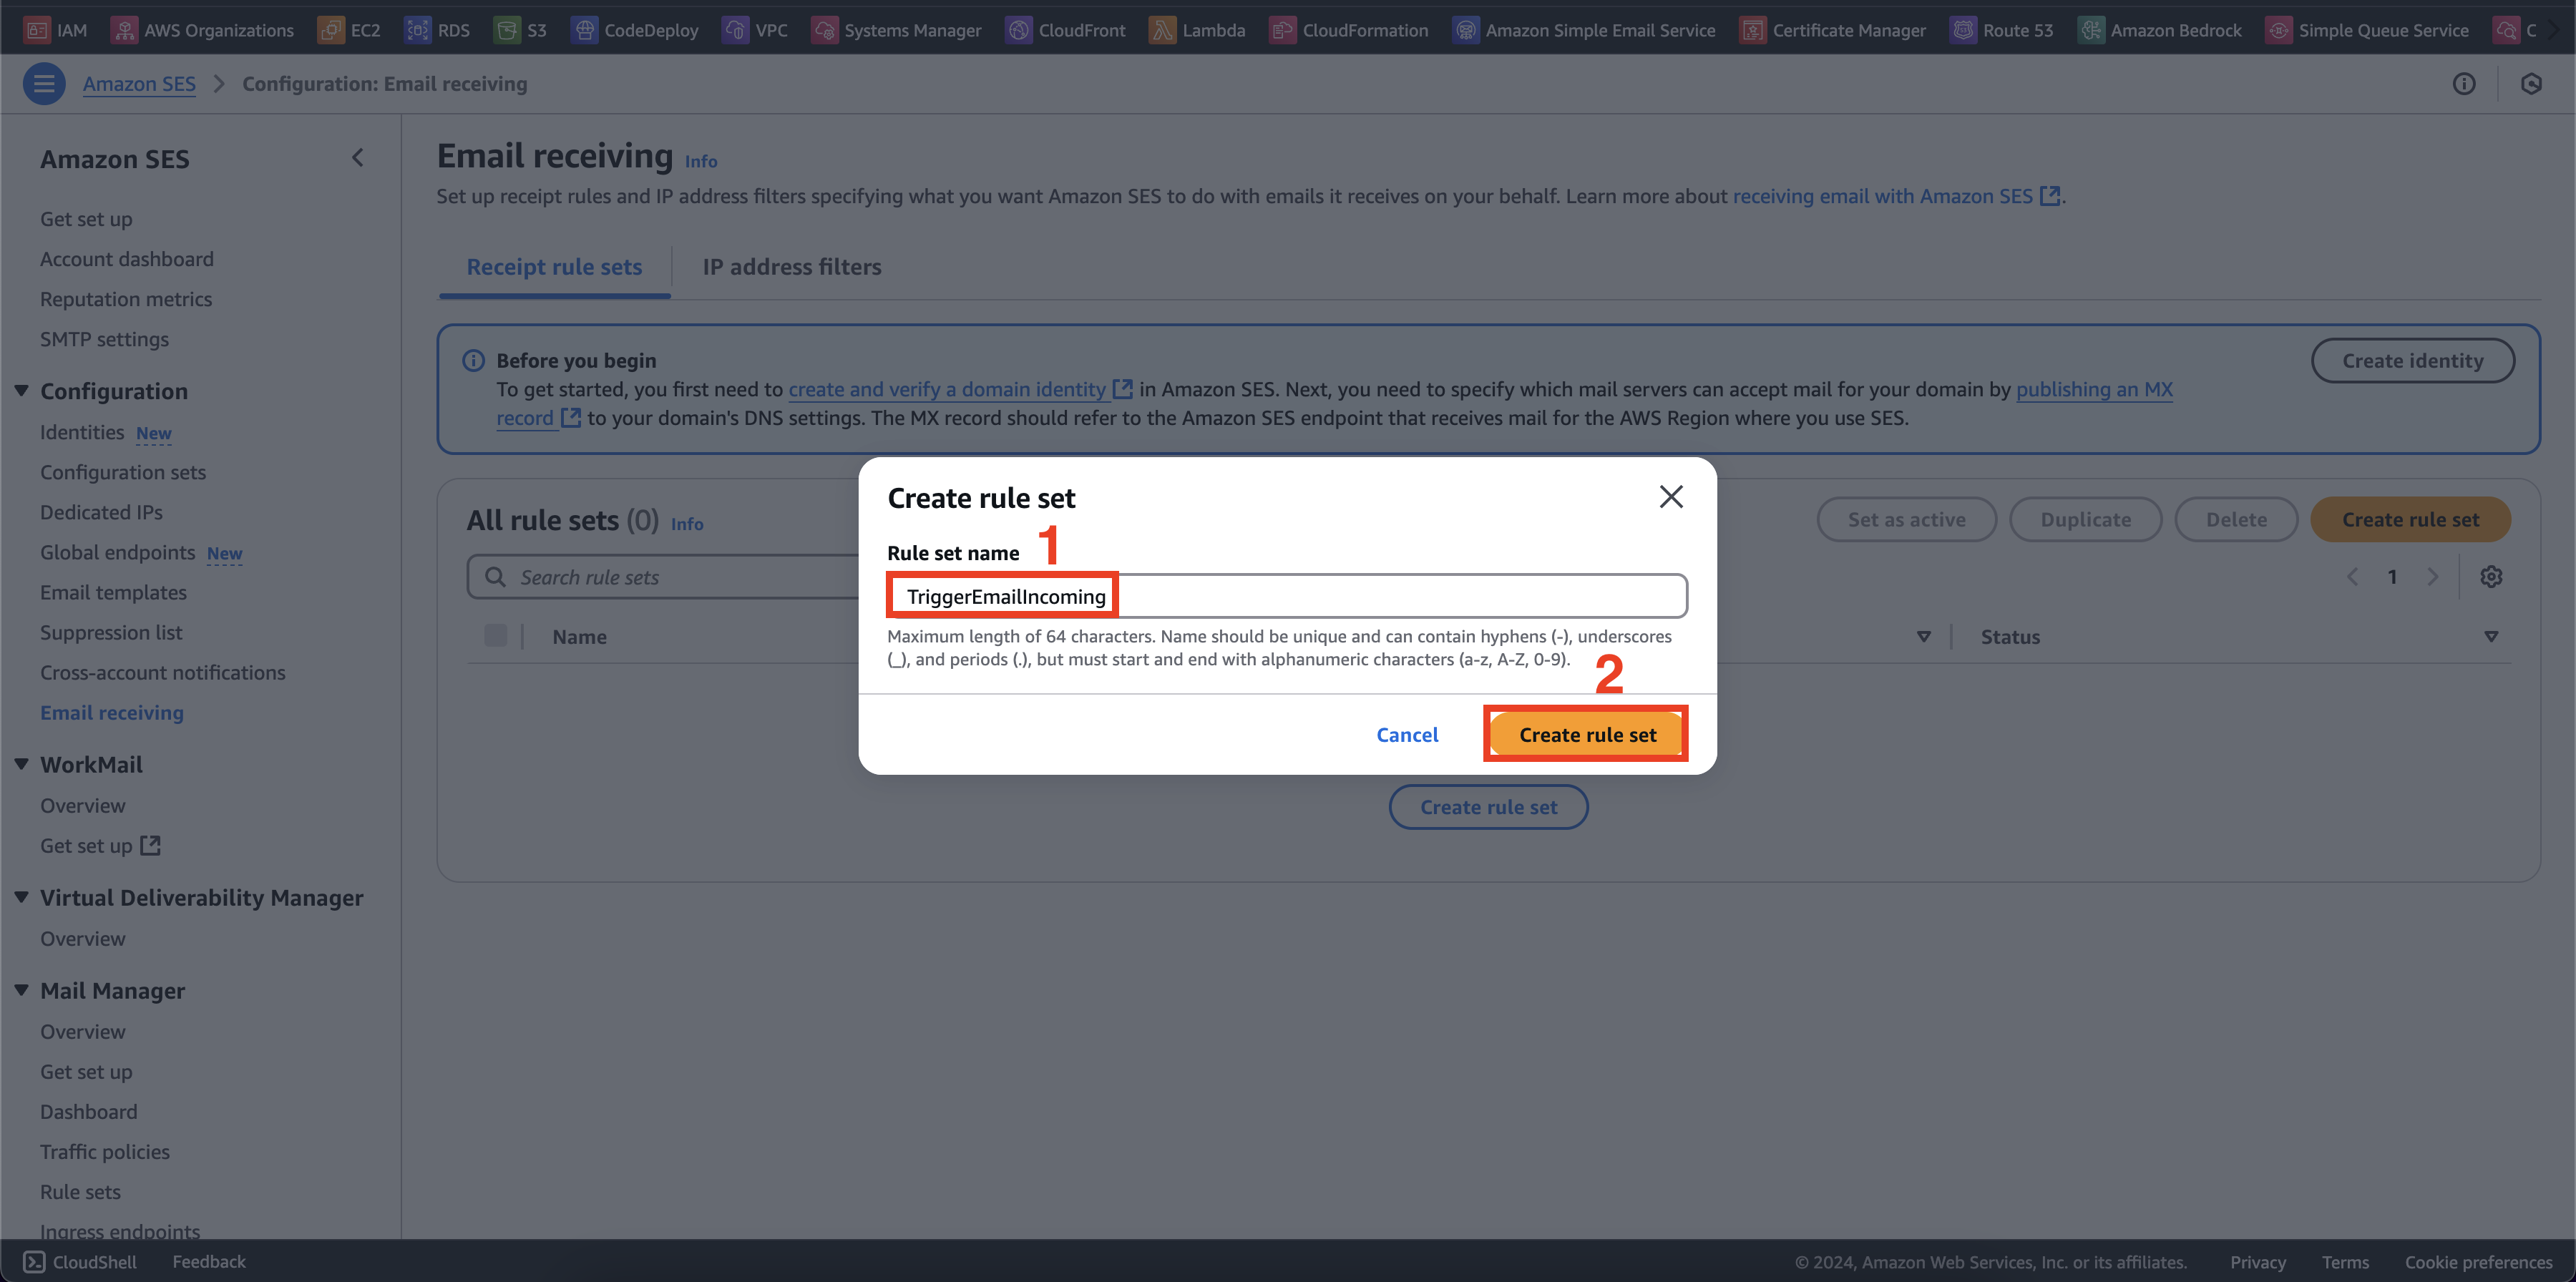 IAM AWS Organizations EC2 RDS S3 CodeDeploy VPC Systems Manager CloudFront Lambda CloudFormation Amazon Simple Email Service Certificate Manager Route 53 Amazon Bedrock Simple Queue Service C
Amazon SES Configuration: Email receiving
Amazon SES
Get set up
Account dashboard
Reputation metrics
SMTP settings
Configuration
Identities New
Configuration sets
Dedicated IPs
Global endpoints New
Email templates
Suppression list
Cross-account notifications
Email receiving
WorkMail
Overview
Get set up
Virtual Deliverability Manager
Overview
Mail Manager
Overview
Get set up
Dashboard
Traffic policies
Rule sets
Ingress endpoints
Email receiving Info
Set up receipt rules and IP address filters specifying what you want Amazon SES to do with emails it receives on your behalf. Learn more about receiving email with Amazon SES.
Receipt rule sets IP address filters
Before you begin
Create identity
To get started, you first need to create and verify a domain identity in Amazon SES. Next, you need to specify which mail servers can accept mail for your domain by publishing an MX
record to your domain's DNS settings. The MX record should refer to the Amazon SES endpoint that receives mail for the AWS Region where you use SES.
All rule sets (0) Info
Set as active Duplicate Delete Create rule set
Search rule sets
1
Name Status
Create rule set
Create rule set
Rule set name 1
TriggerEmailIncoming
Maximum length of 64 characters. Name should be unique and can contain hyphens (-), underscores
(_), and periods (.), but must start and end with alphanumeric characters (a-z, A-Z, 0-9).
2
Cancel Create rule set
CloudShell Feedback © 2024, Amazon Web Services, Inc. or its affiliates. Privacy Terms Cookie preferences